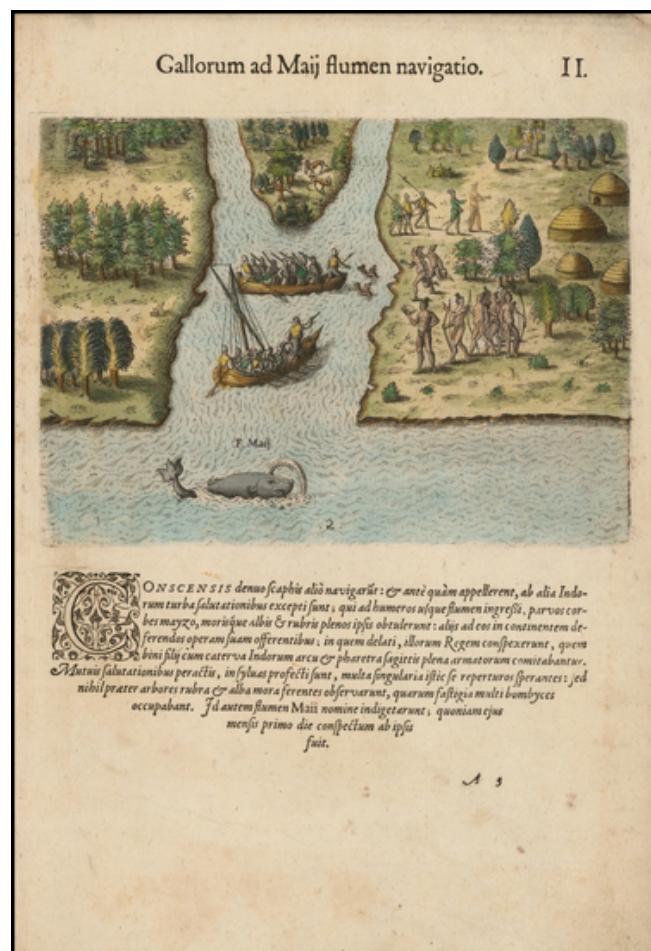 Gallorum ad Maij flumen navigatio. II.
F. Maij
2
CONSCENSIS denuo scaphis aliò navigarūt: & antè quàm appellerent, ab alia Indo-
rum turba salutationibus excepti sunt; qui ad humeros usque flumen ingressi, parvos cor-
bes mayzo, morisque albis & rubris plenos ipsis obtulerunt: alijs ad eos in continentem de-
ferendos operam suam offerentibus; in quem delati, illorum Regem conspexerunt, quem
bini filij cum caterva Indorum arcu & pharetra sagittis plena armatorum comitabantur.
Mutuis salutationibus peractis, in sylvas profecti sunt, multa singularia istic se reperturos sperantes: sed
nihil præter arbores rubra & alba mora ferentes observarunt, quarum fastigia multi bombyces
occupabant. Id autem flumen Maii nomine indigetarunt; quoniam ejus
mensis primo die conspectum ab ipsis
fuit.
A 3